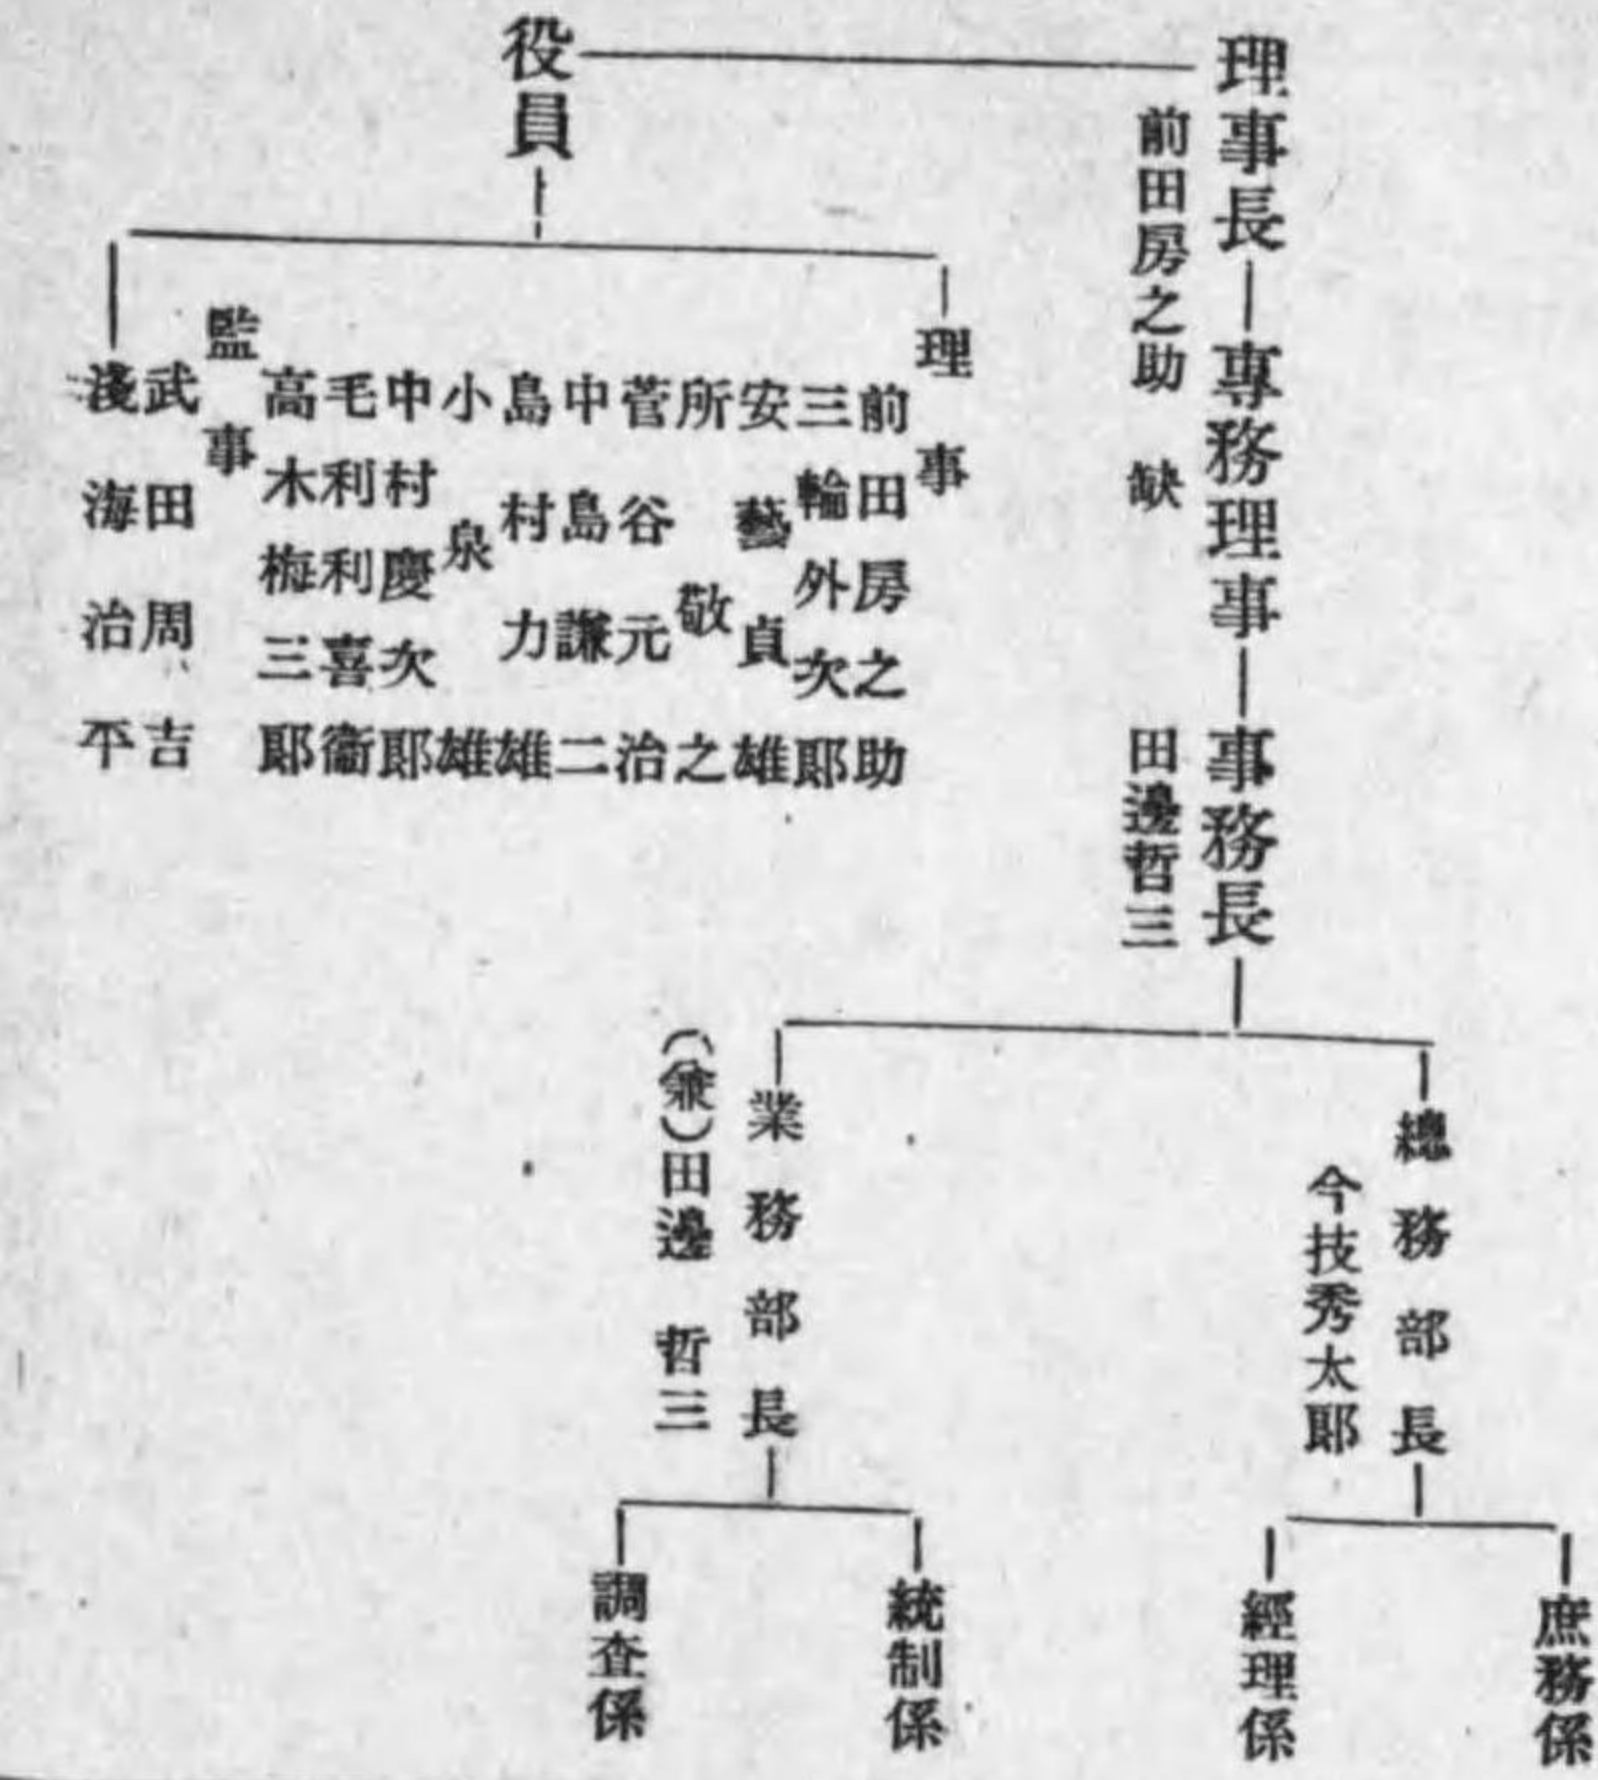 理事長―專務理事―事務長
前田房之助 缺 田邊哲三
總務部長
今技秀太郎
庶務係
經理係
業務部長
(兼)田邊 哲三
統制係
調査係
役員
理事
前田房之助
三輪外次郎
安藝貞雄
所敬之
菅谷元治
中島謙二
島村力雄
小泉雄
中村慶次郎
毛利利喜衞
高木梅三郎
監事
武田周吉
淺海治平